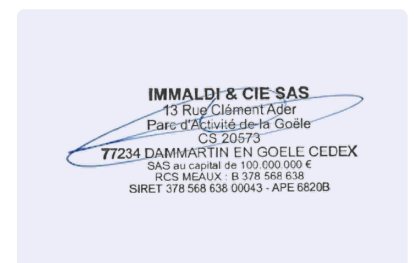 IMMALDI & CIE SAS
13 Rue Clément Ader
Parc d'Activité de la Goële
CS 20573
77234 DAMMARTIN EN GOELE CEDEX
SAS au capital de 100.000.000 €
RCS MEAUX : B 378 568 638
SIRET 378 568 638 00043 - APE 6820B